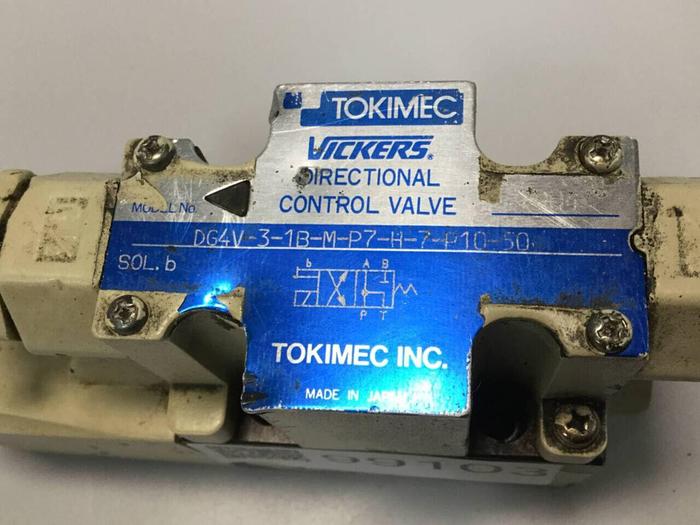 TOKIMEC
VICKERS®
DIRECTIONAL
CONTROL VALVE
MODEL No
DG4V-3-1B-M-P7-H-7-P10-50
SOL.b
b A B
P T
TOKIMEC INC.
MADE IN JAPAN
99103